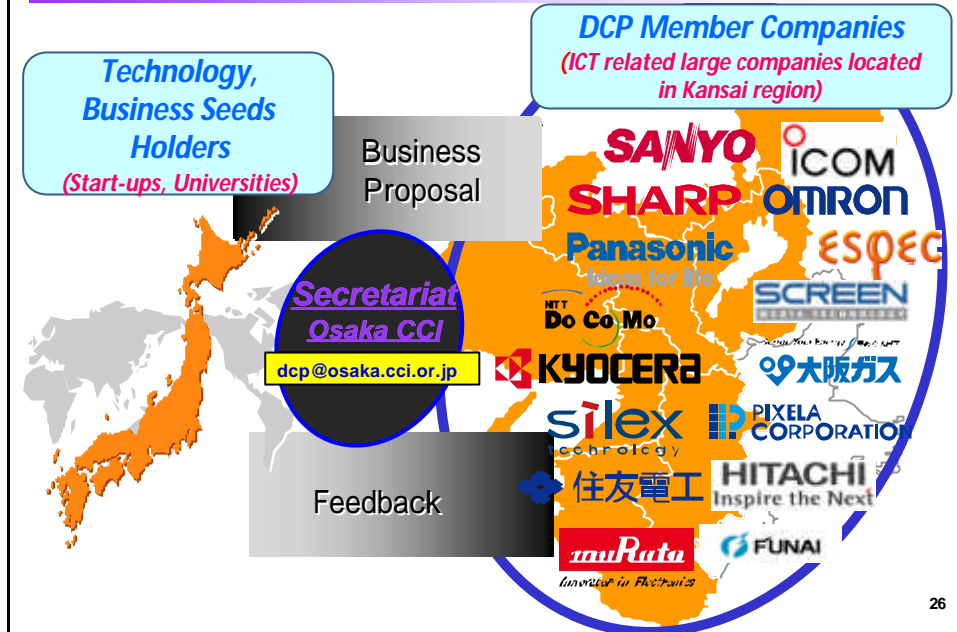 DCP Member Companies
(ICT related large companies located
in Kansai region)
Technology,
Business Seeds
Holders
(Start-ups, Universities)
Business
Proposal
Secretariat
Osaka CCI
dcp@osaka.cci.or.jp
Feedback
SANYO
ICOM
SHARP
OMRON
Panasonic
ideas for life
ESPEC
SCREEN
NTT
DoCoMo
KYOCERA
大阪ガス
silex
technology
PIXELA
CORPORATION
住友電工
HITACHI
Inspire the Next
muRata
Innovator in Electronics
FUNAI
26